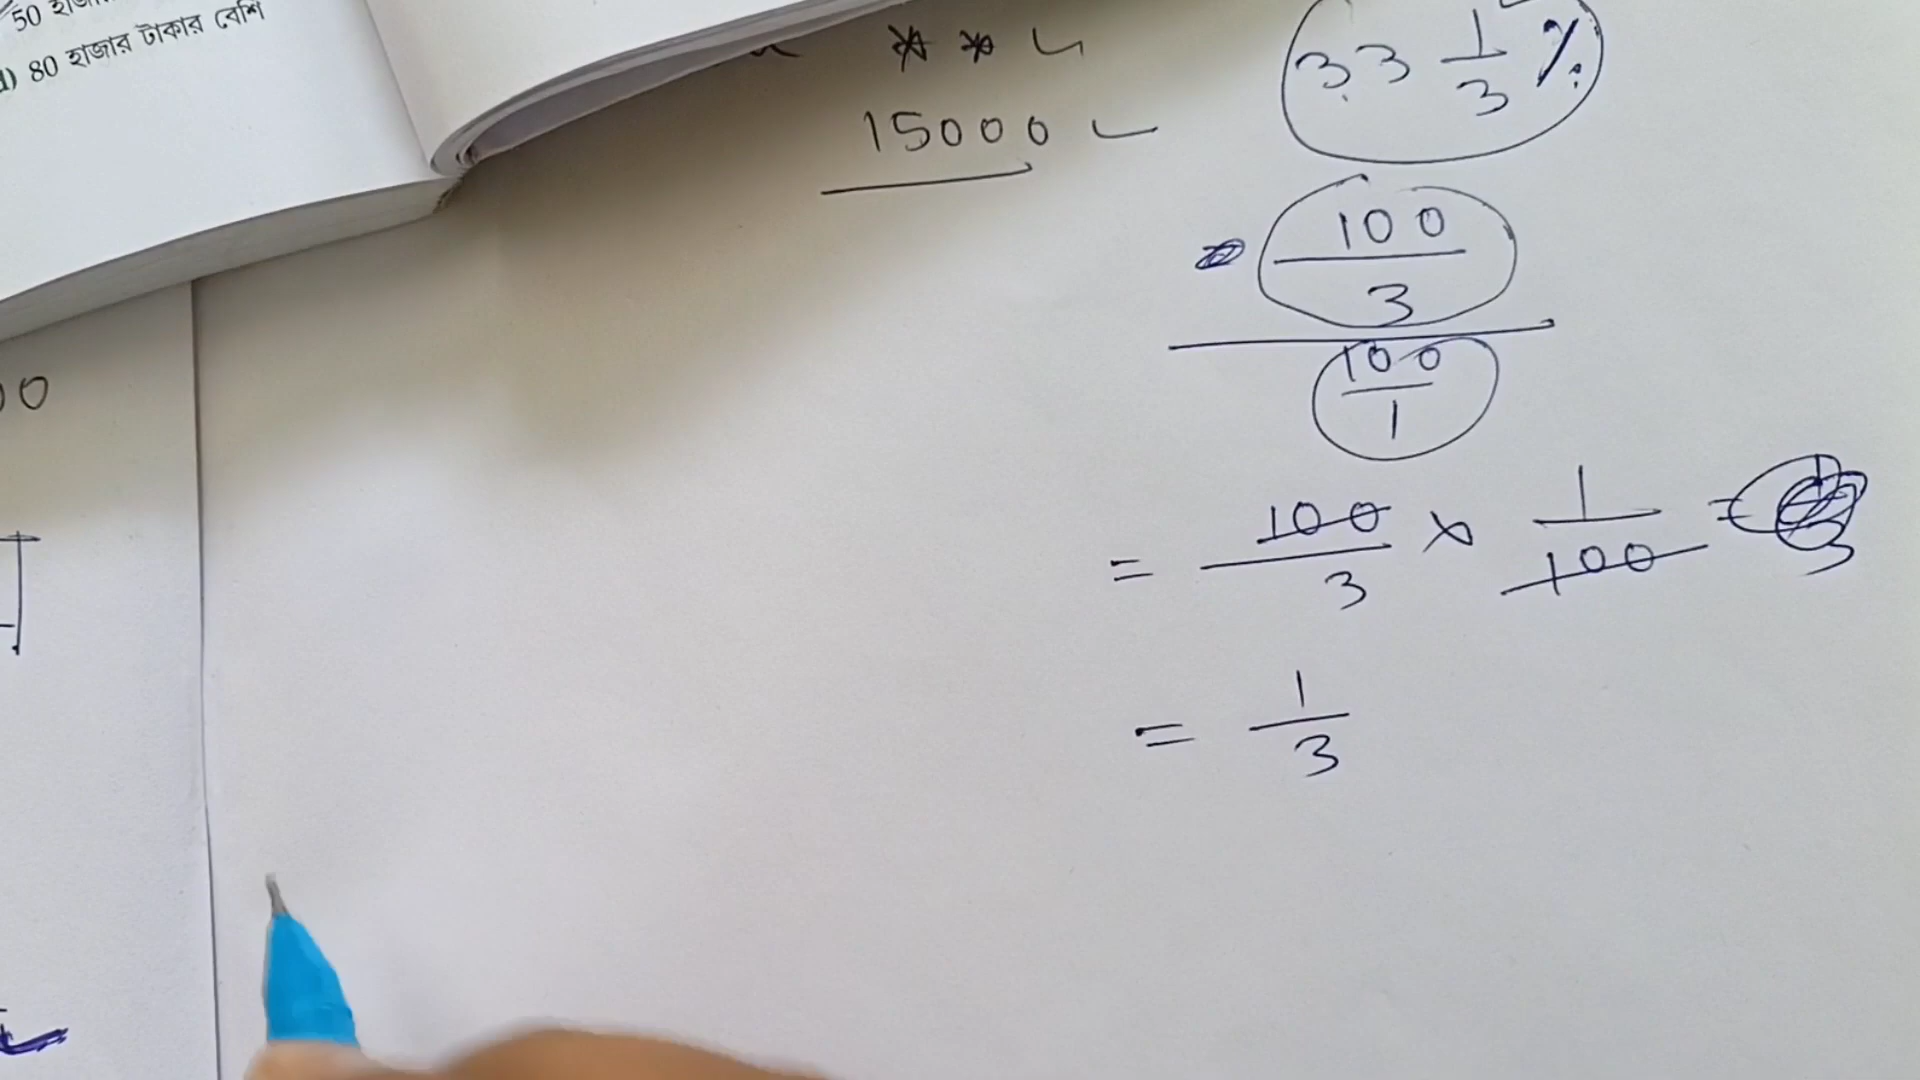 50
d) 80 হাজার টাকার বেশি
* *
15000
33 1/3 %
100/3
100/1
= 100/3 × 1/100 =
= 1/3